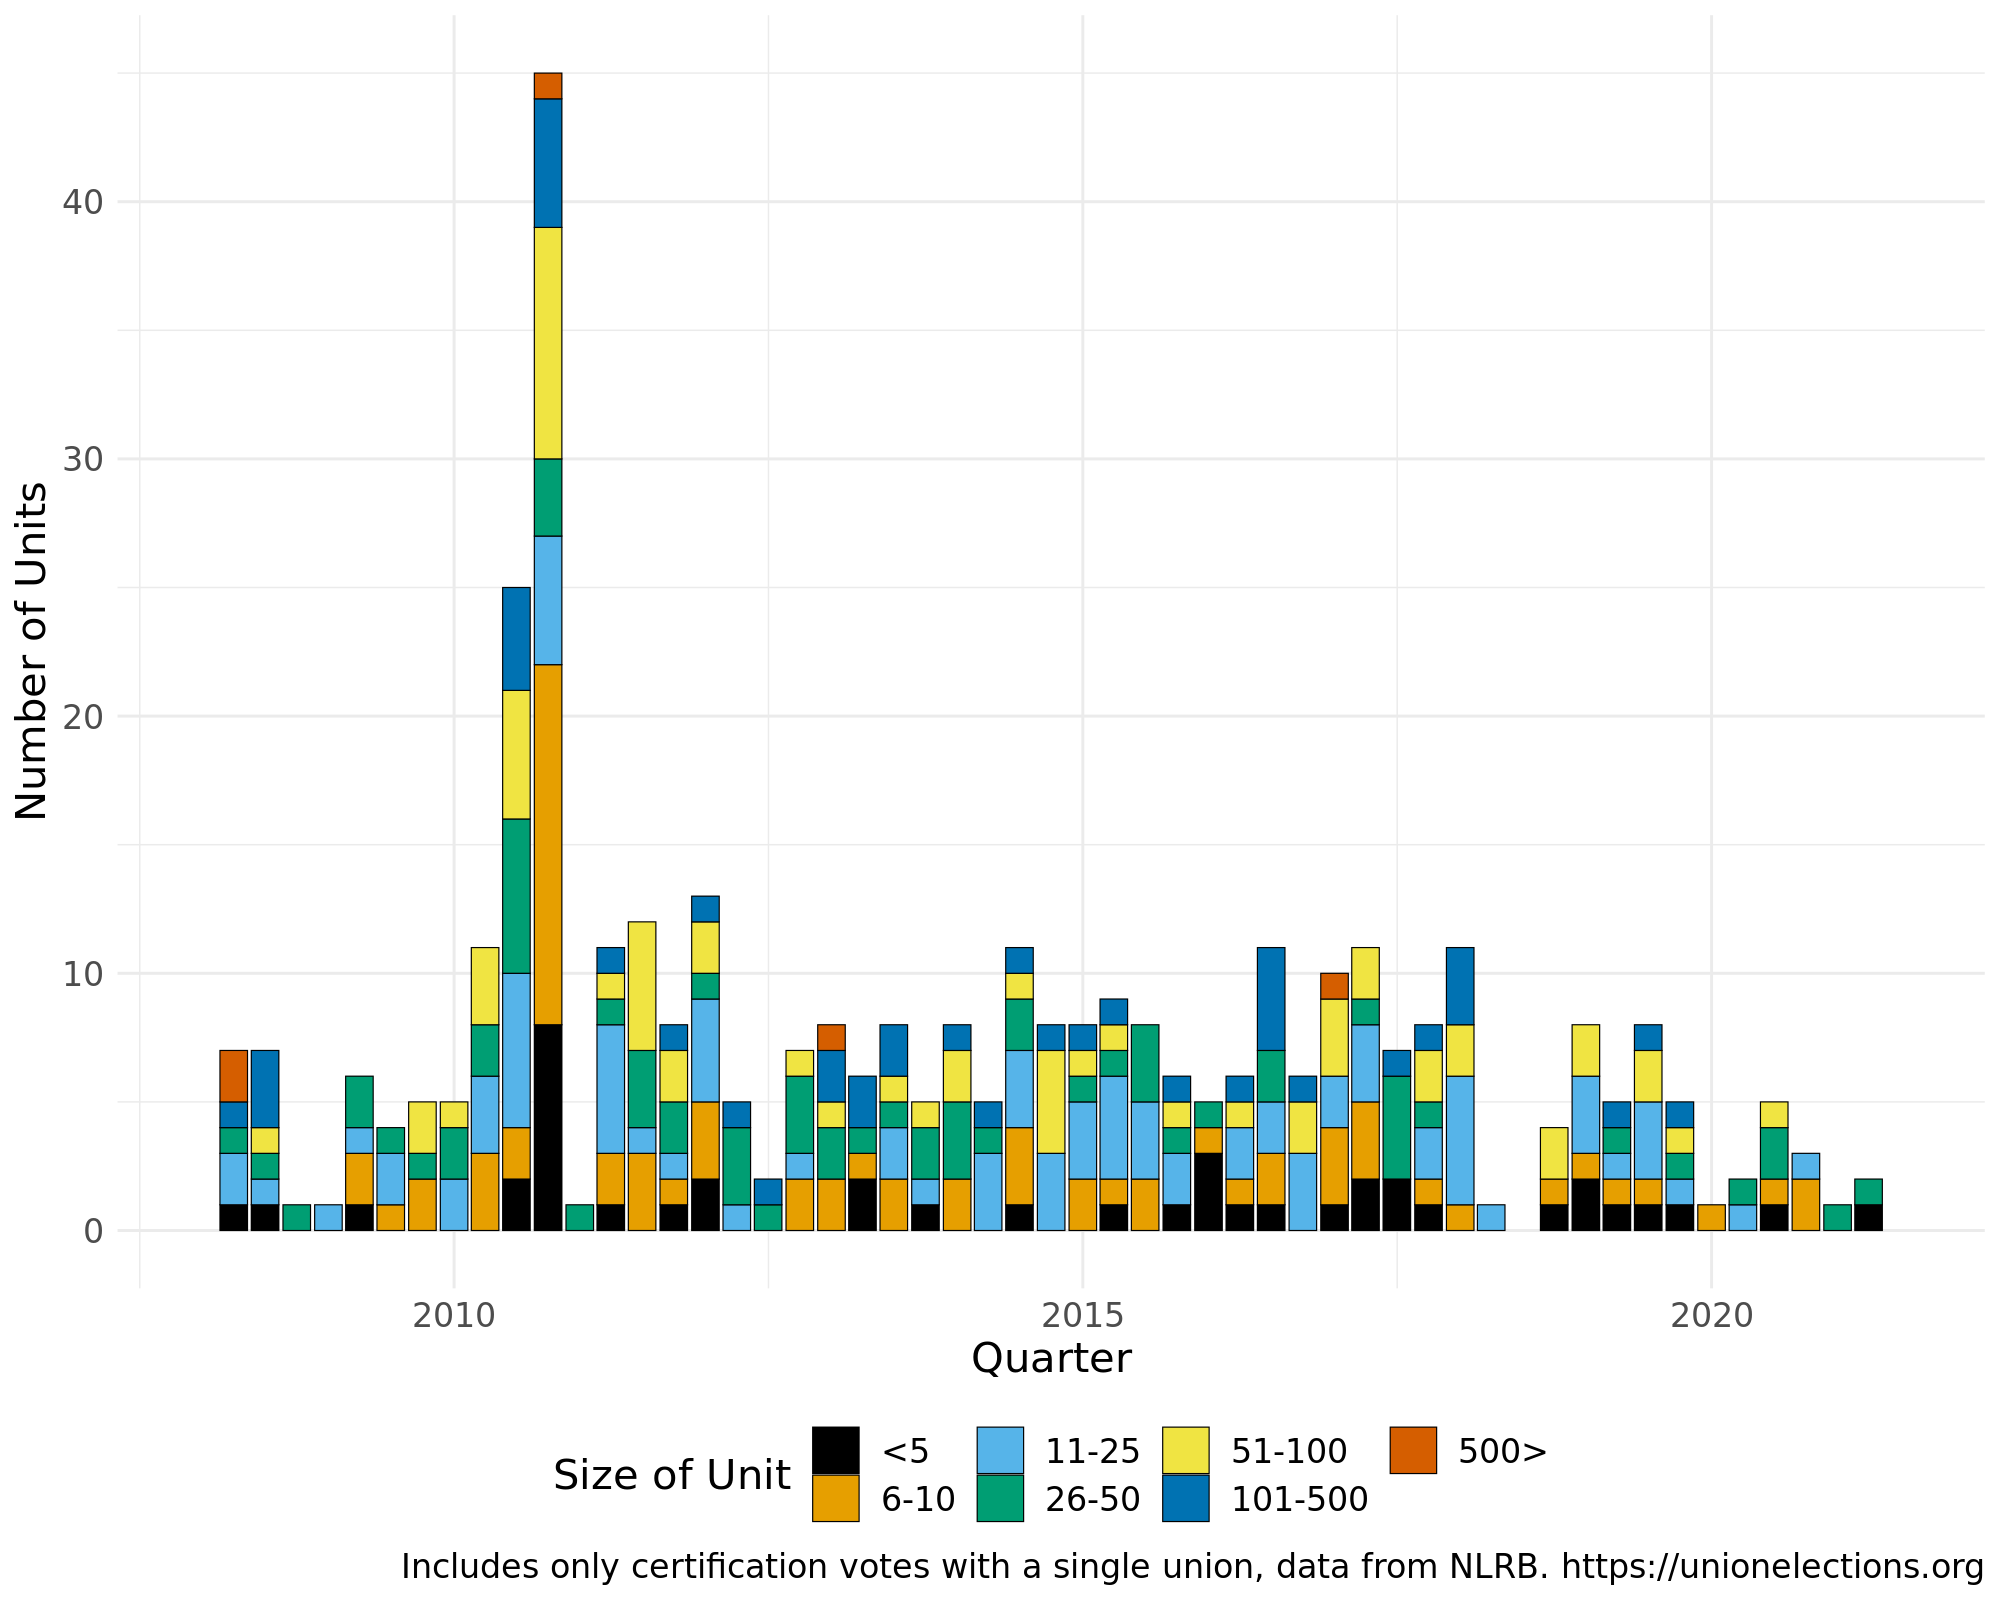 40
30
20
10
0
Number of Units
2010 2015 2020
Quarter
Size of Unit
<5 11-25 51-100 500>
6-10 26-50 101-500
Includes only certification votes with a single union, data from NLRB. https://unionelections.org